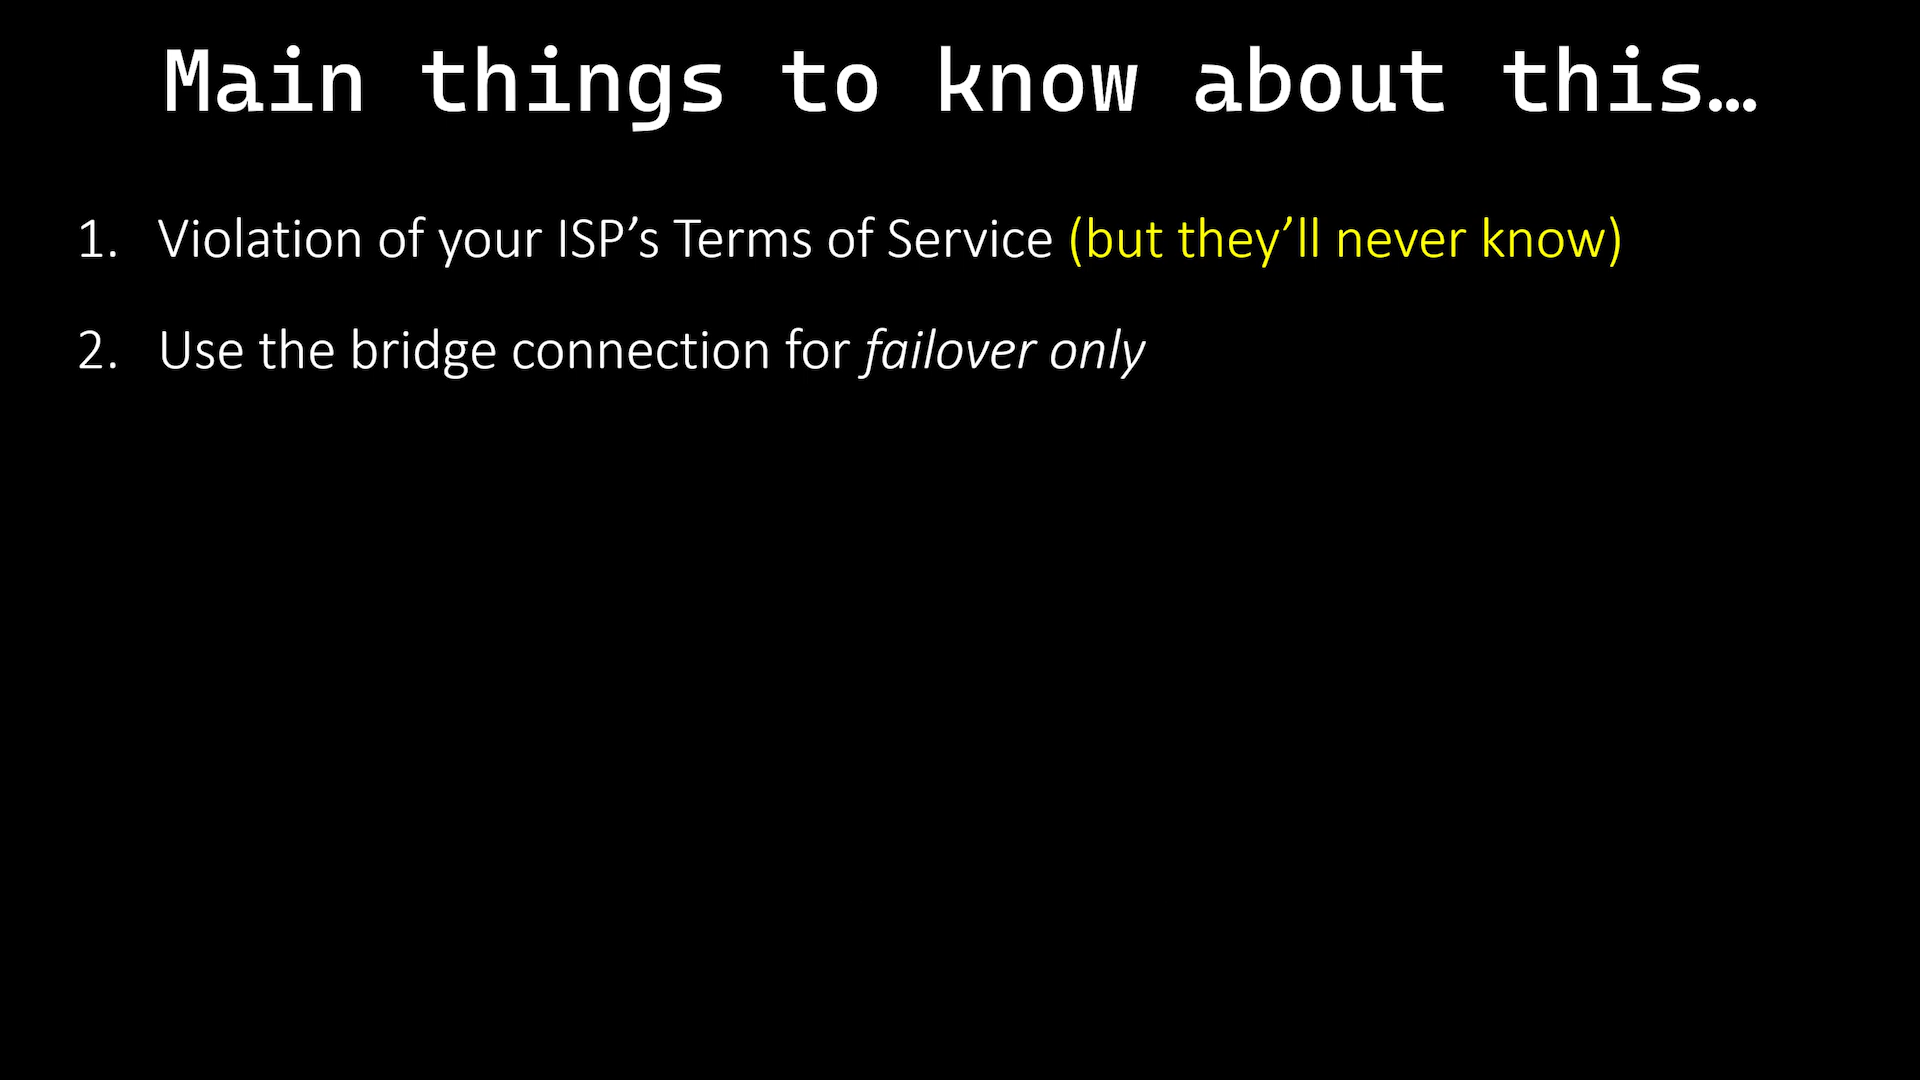 Main things to know about this…
1. Violation of your ISP’s Terms of Service (but they’ll never know)
2. Use the bridge connection for failover only